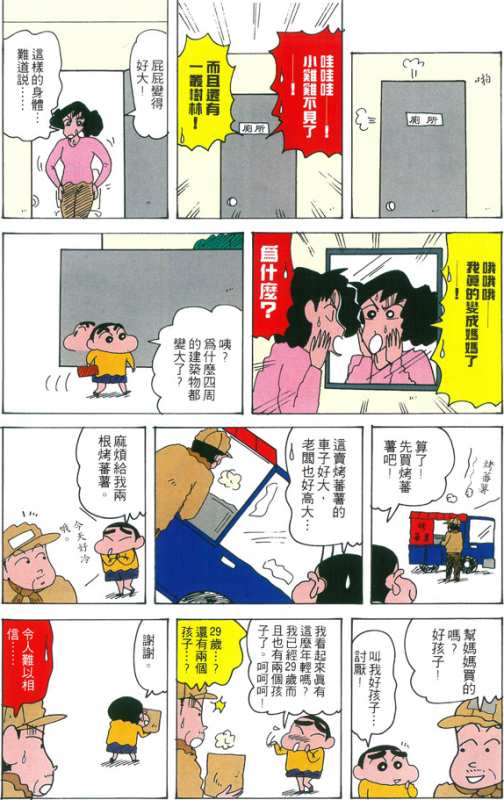 廁所
哇哇哇——!
小雞雞不見了——!
廁所
而且還有
一叢樹林!
屁屁變得
好大!
這樣的身體…
難道說……
哦哦哦——!
我真的變成媽媽了——!
爲什麼?
咦?
爲什麼四周
的建築物都
變大了?
算了!
先買烤蕃
薯吧!
烤蕃薯
這賣烤蕃薯的
車子好大,
老闆也好高大…
麻煩給我兩
根烤蕃薯。
今天好冷
哦。
幫媽媽買的
嗎?
好孩子!
叫我好孩子…
討厭!
我看起來真有
這麼年輕嗎?
我已經29歲而
且也有兩個孩
子了。呵呵呵!
29歲…?
還有兩個
孩子…?
謝謝。
令人難以相
信……